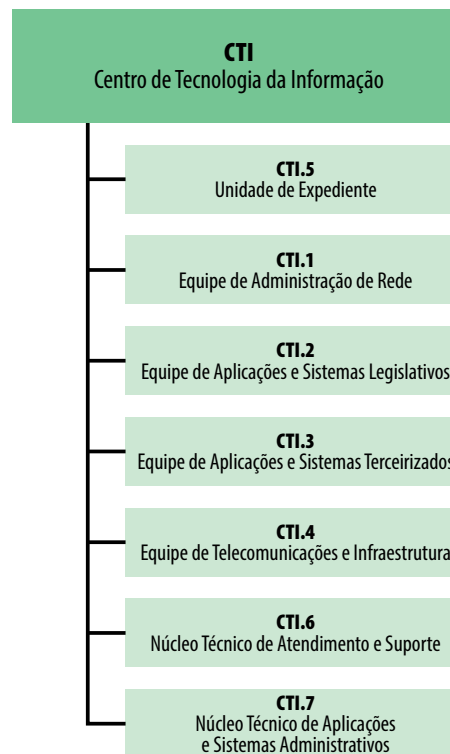 CTI
Centro de Tecnologia da Informação
CTI.5
Unidade de Expediente
CTI.1
Equipe de Administração de Rede
CTI.2
Equipe de Aplicações e Sistemas Legislativos
CTI.3
Equipe de Aplicações e Sistemas Terceirizados
CTI.4
Equipe de Telecomunicações e Infraestrutura
CTI.6
Núcleo Técnico de Atendimento e Suporte
CTI.7
Núcleo Técnico de Aplicações
e Sistemas Administrativos